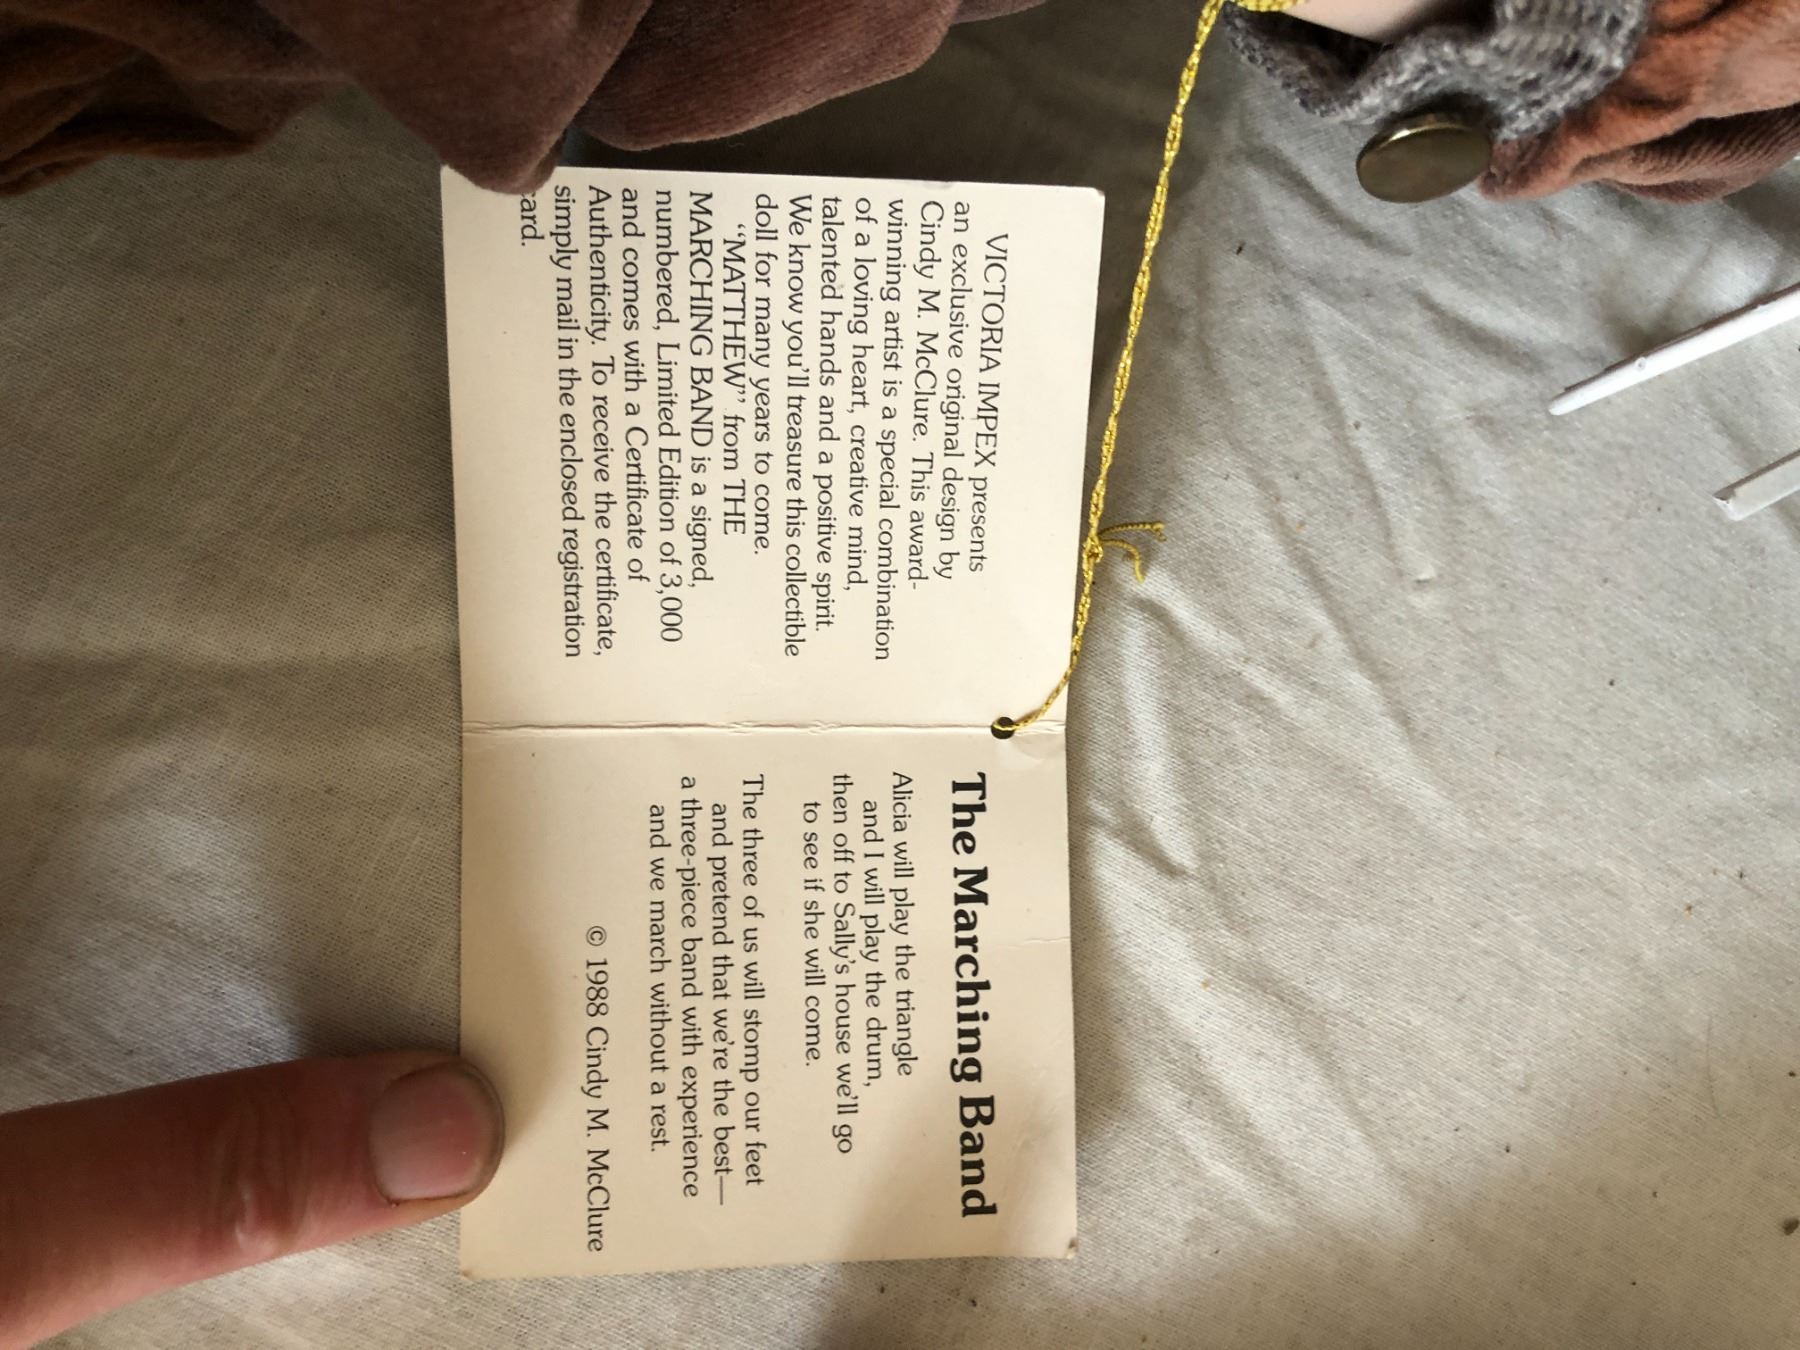 VICTORIA IMPEX presents
an exclusive original design by
Cindy M. McClure. This award-
winning artist is a special combination
of a loving heart, creative mind,
talented hands and a positive spirit.
We know you'll treasure this collectible
doll for many years to come.
“MATTHEW” from THE
MARCHING BAND is a signed,
numbered, Limited Edition of 3,000
and comes with a Certificate of
Authenticity. To receive the certificate,
simply mail in the enclosed registration
card.
The Marching Band
Alicia will play the triangle
and I will play the drum,
then off to Sally's house we'll go
to see if she will come.
The three of us will stomp our feet
and pretend that we're the best—
a three-piece band with experience
and we march without a rest.
© 1988 Cindy M. McClure